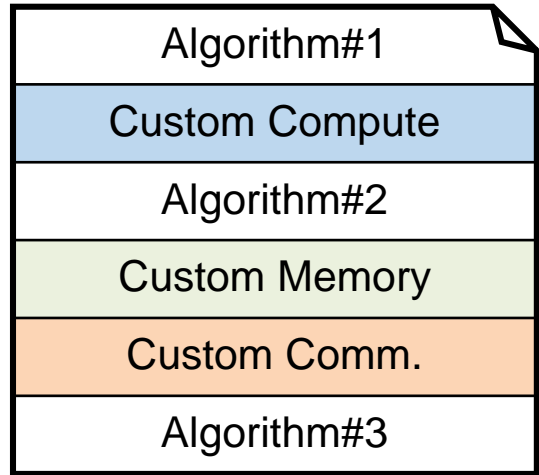 Algorithm#1
Custom Compute
Algorithm#2
Custom Memory
Custom Comm.
Algorithm#3